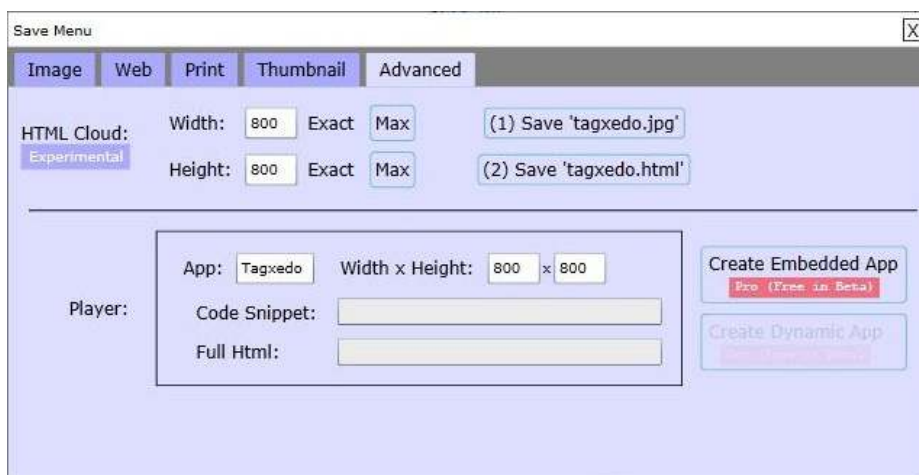 Save Menu X
Image Web Print Thumbnail Advanced
HTML Cloud:
Experimental
Width: 800 Exact Max (1) Save 'tagxedo.jpg'
Height: 800 Exact Max (2) Save 'tagxedo.html'
Player:
App: Tagxedo Width x Height: 800 x 800
Code Snippet:
Full Html:
Create Embedded App
Pro (Free in Beta)
Create Dynamic App